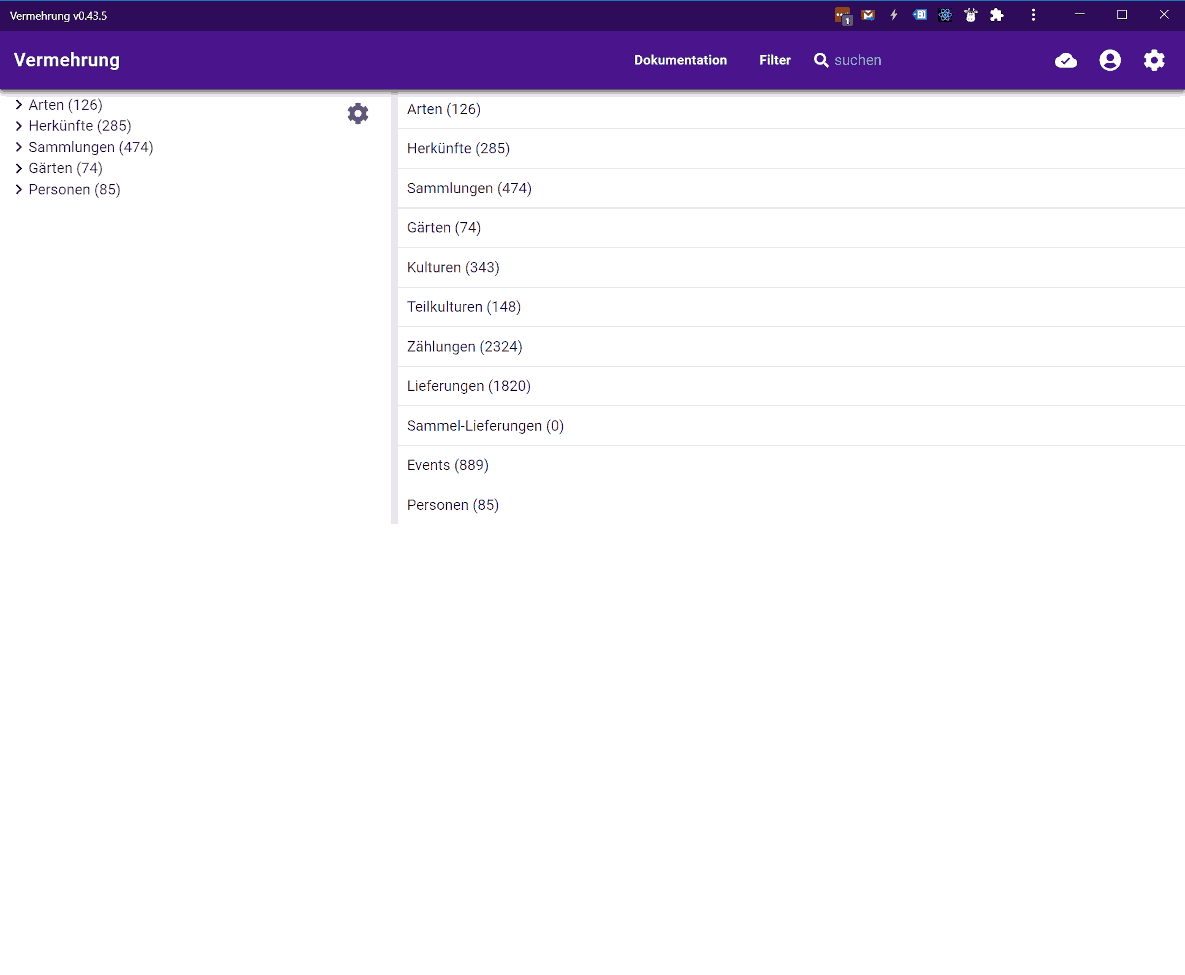 Vermehrung v0.43.5
1
Vermehrung
Dokumentation
Filter
suchen
Arten (126)
Herkünfte (285)
Sammlungen (474)
Gärten (74)
Personen (85)
Arten (126)
Herkünfte (285)
Sammlungen (474)
Gärten (74)
Kulturen (343)
Teilkulturen (148)
Zählungen (2324)
Lieferungen (1820)
Sammel-Lieferungen (0)
Events (889)
Personen (85)